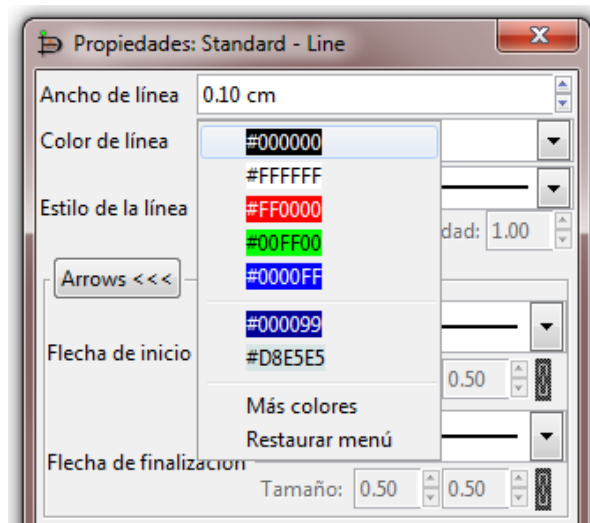 Propiedades: Standard - Line
Ancho de línea 0.10 cm
Color de línea
#000000
#FFFFFF
#FF0000
#00FF00
#0000FF
#000099
#D8E5E5
Más colores
Restaurar menú
Estilo de la línea
dad: 1.00
Arrows <<<
Flecha de inicio
0.50
Flecha de finalización
Tamaño: 0.50 0.50